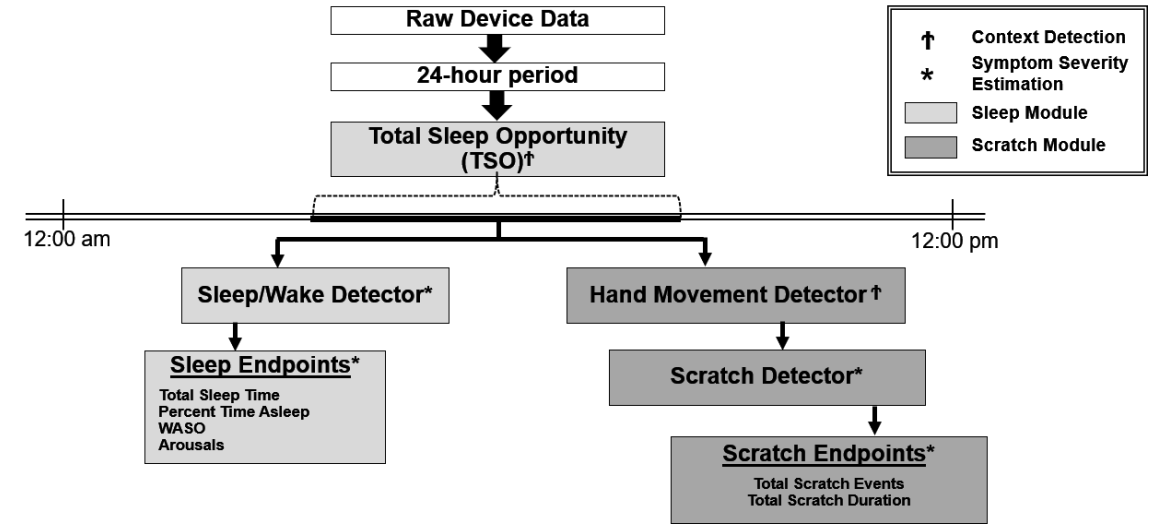 Raw Device Data
24-hour period
Total Sleep Opportunity
(TSO)†
† Context Detection
* Symptom Severity
Estimation
Sleep Module
Scratch Module
12:00 am
12:00 pm
Sleep/Wake Detector*
Hand Movement Detector†
Sleep Endpoints*
Total Sleep Time
Percent Time Asleep
WASO
Arousals
Scratch Detector*
Scratch Endpoints*
Total Scratch Events
Total Scratch Duration